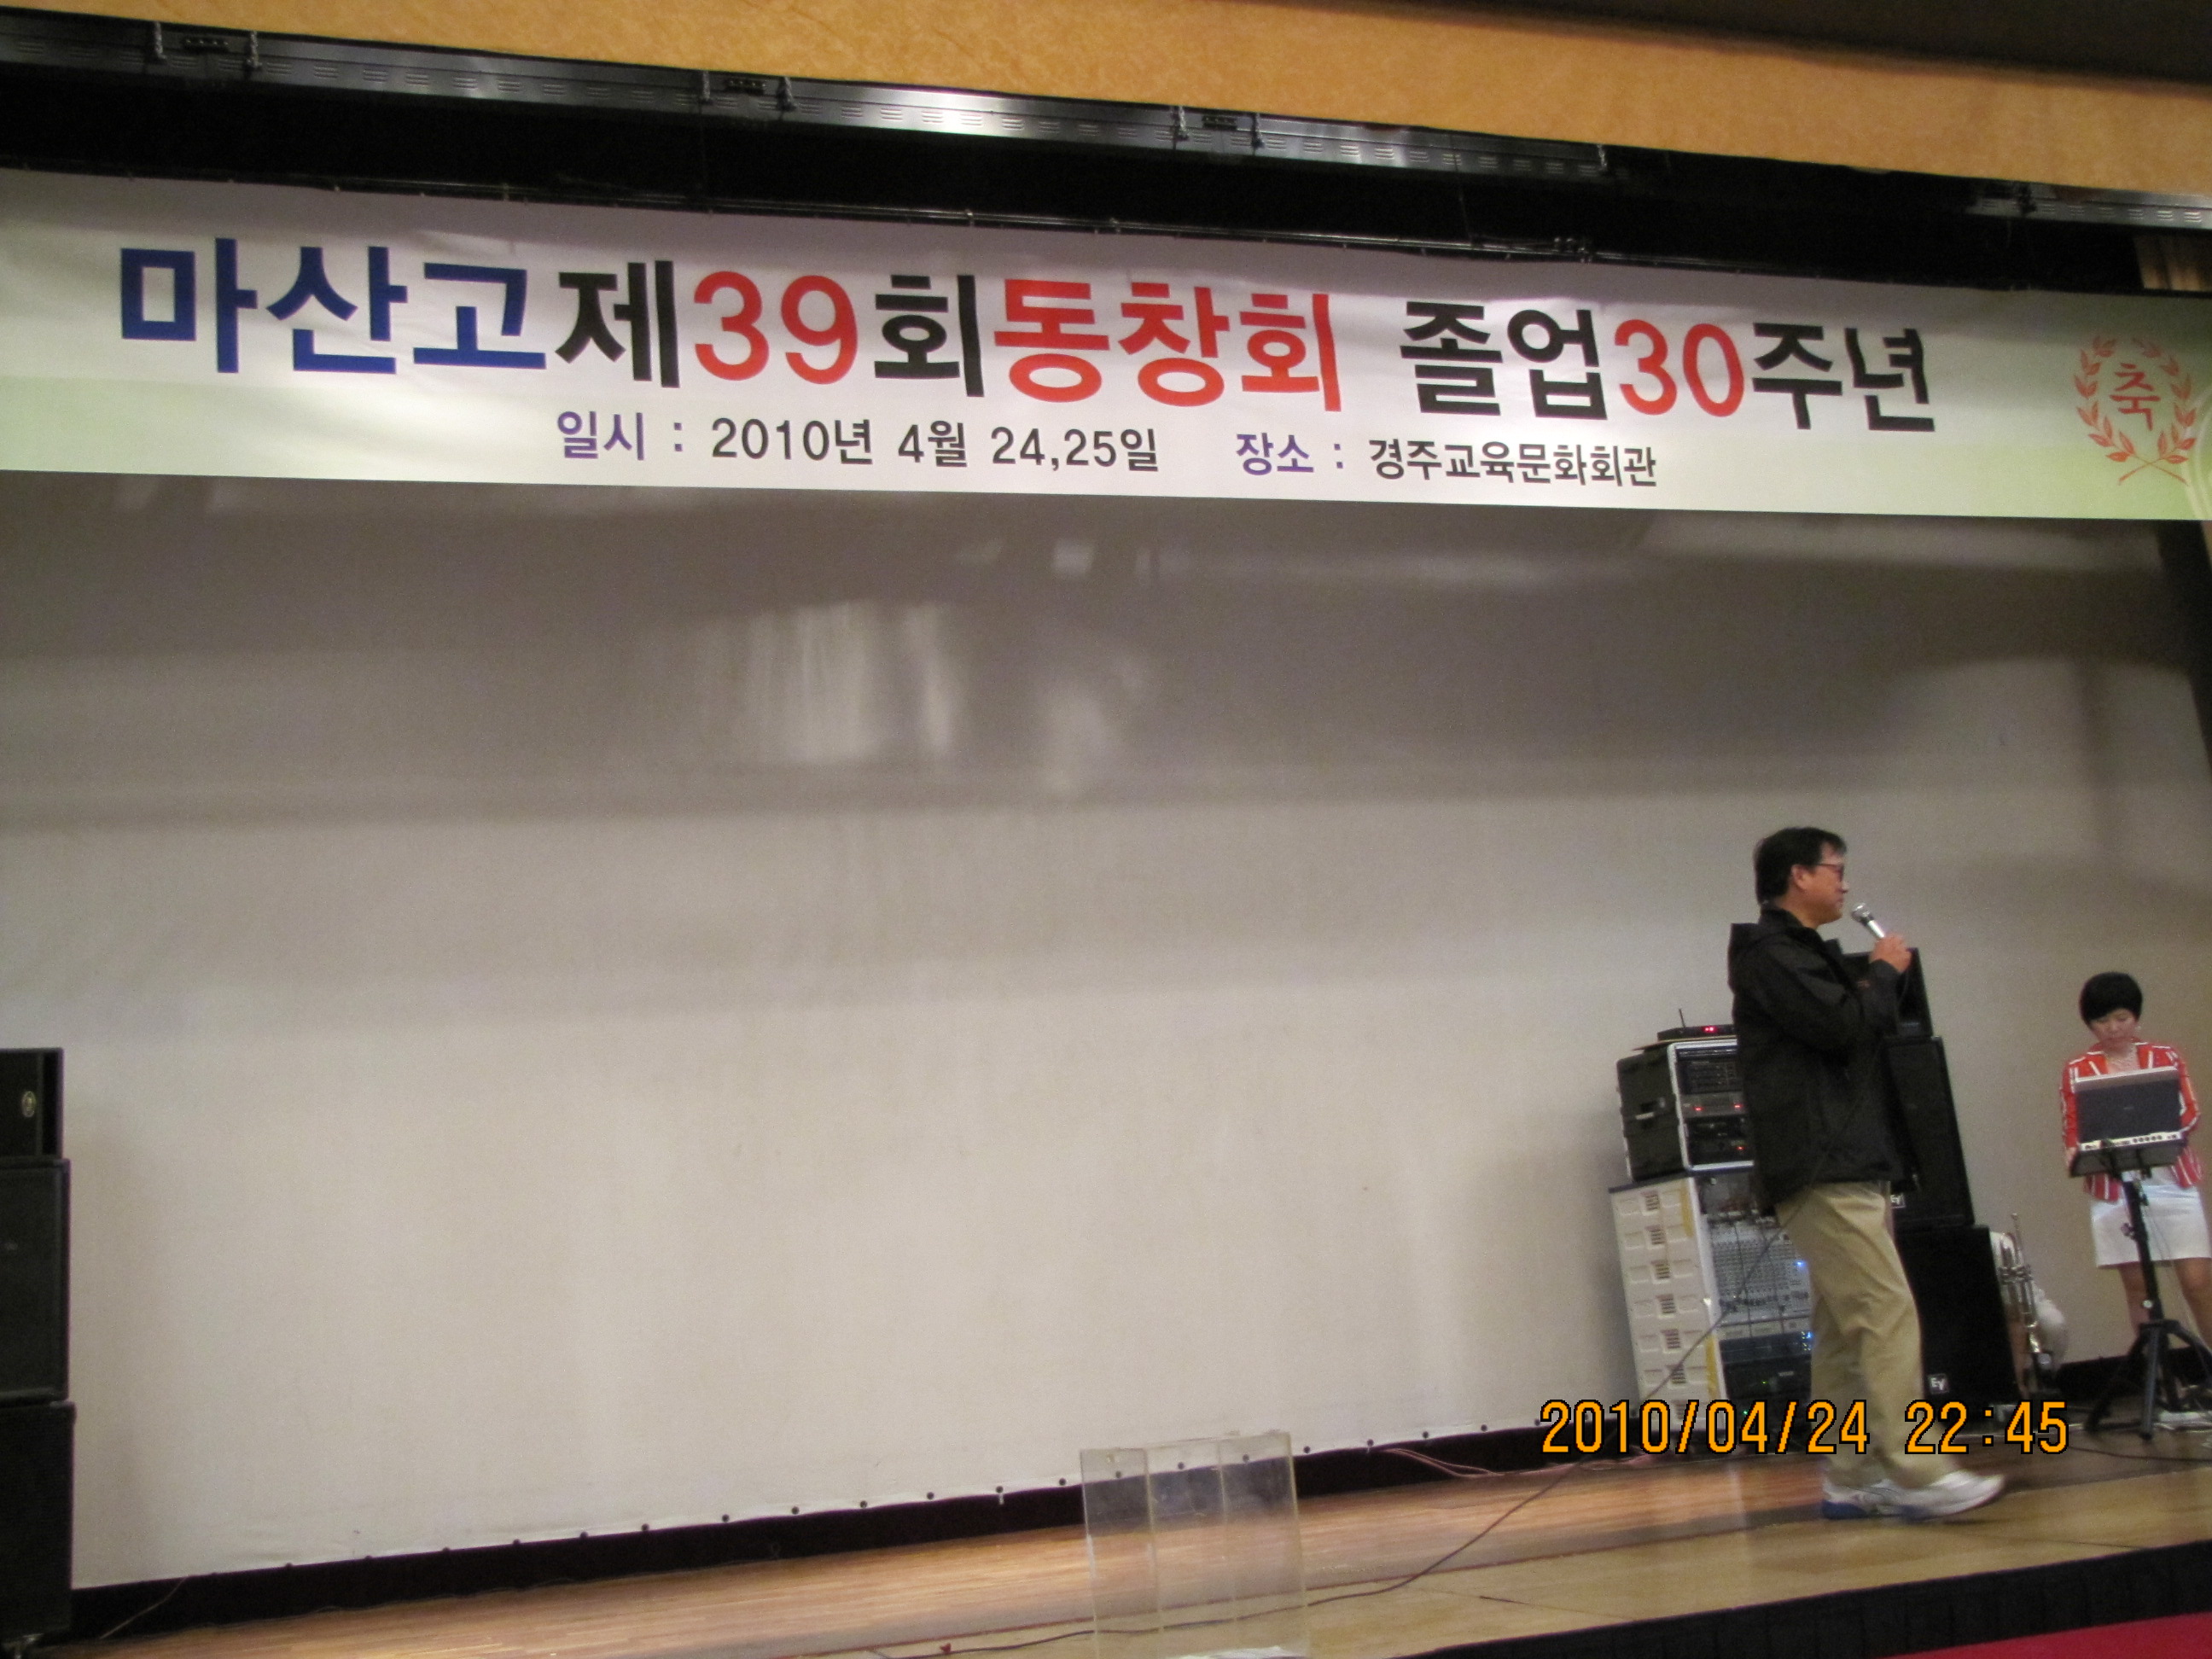 마산고제39회동창회 졸업30주년
축
일시 : 2010년 4월 24,25일 장소 : 경주교육문화회관
EV
EV
2010/04/24 22:45